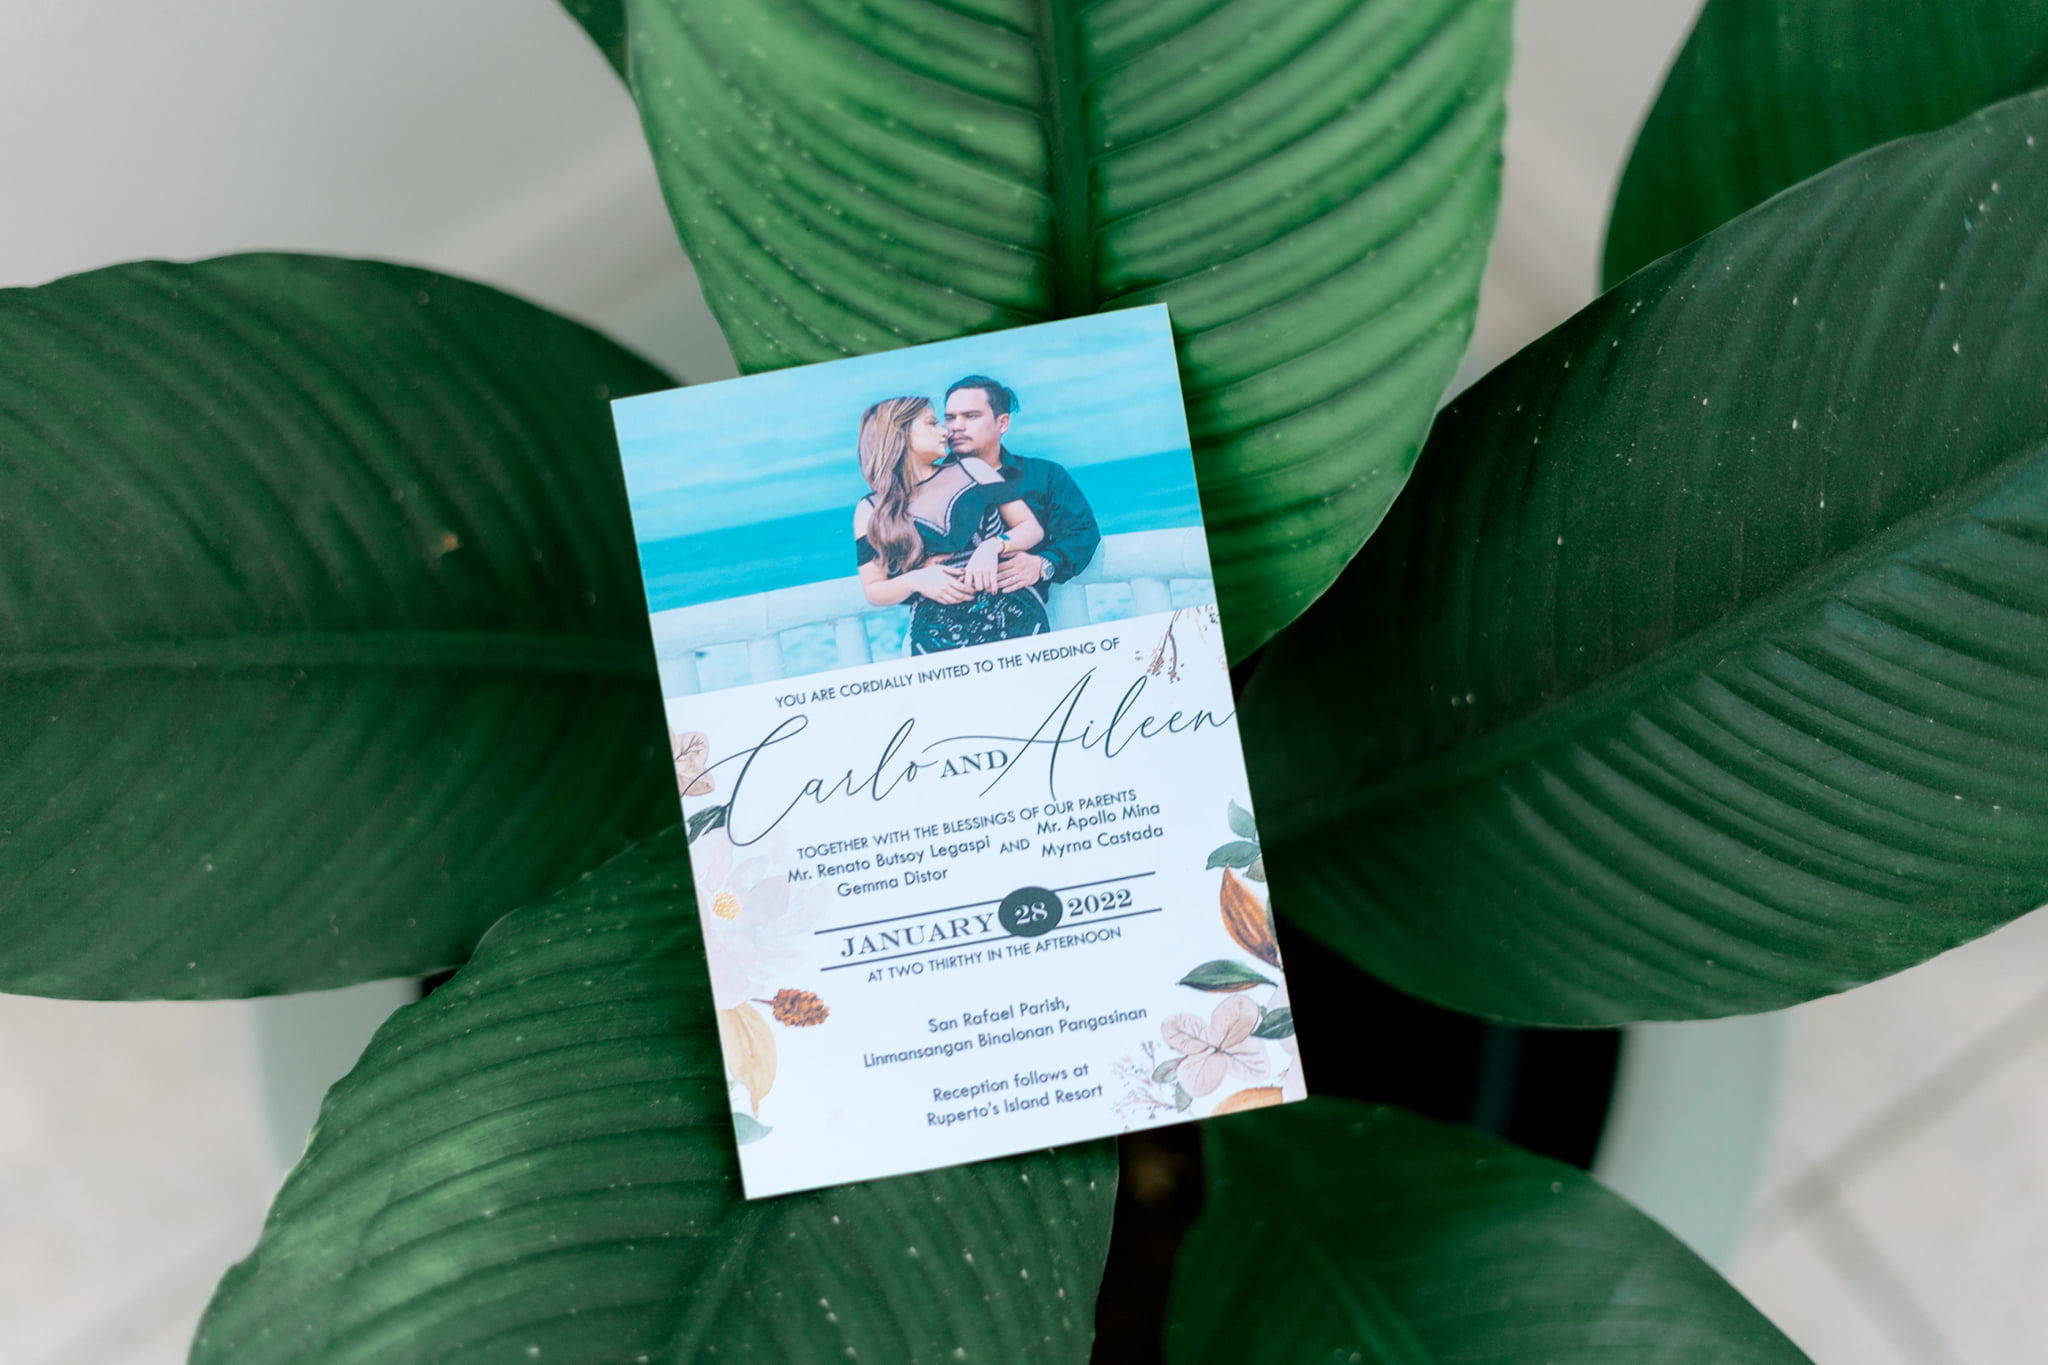 YOU ARE CORDIALLY INVITED TO THE WEDDING OF
Carlo AND Aileen
TOGETHER WITH THE BLESSINGS OF OUR PARENTS
Mr. Renato Butsoy Legaspi AND Mr. Apollo Mina
Gemma Distor Myrna Castada
JANUARY 28 2022
AT TWO THIRTHY IN THE AFTERNOON
San Rafael Parish,
Linmansangan Binalonan Pangasinan
Reception follows at
Ruperto's Island Resort